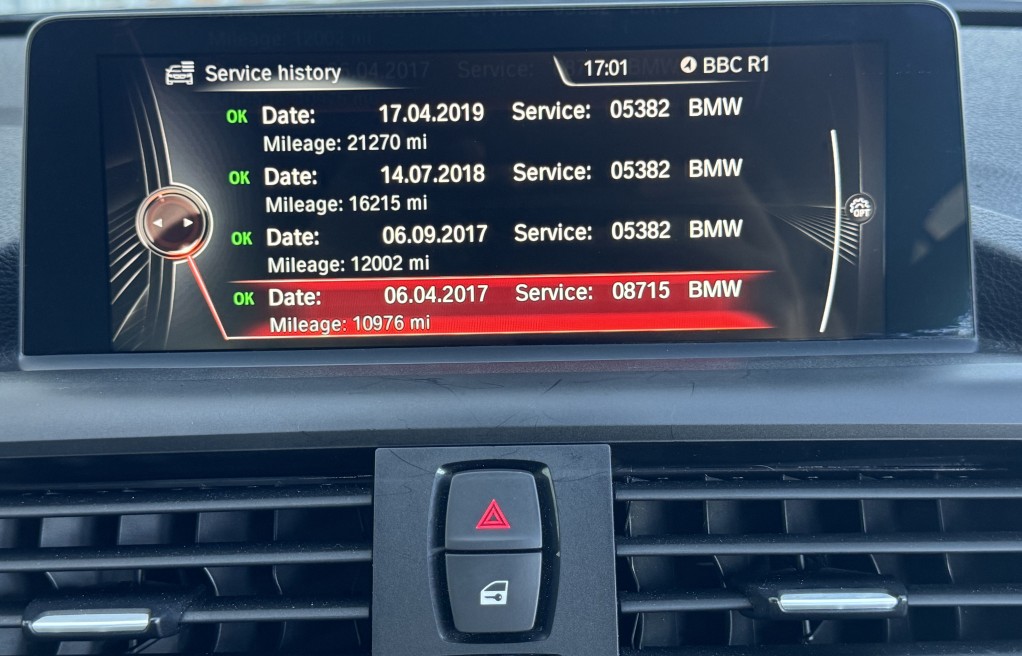 Service history
17:01 BBC R1
OK Date: 17.04.2019 Service: 05382 BMW
Mileage: 21270 mi
OK Date: 14.07.2018 Service: 05382 BMW
Mileage: 16215 mi
OK Date: 06.09.2017 Service: 05382 BMW
Mileage: 12002 mi
OK Date: 06.04.2017 Service: 08715 BMW
Mileage: 10976 mi
OPT